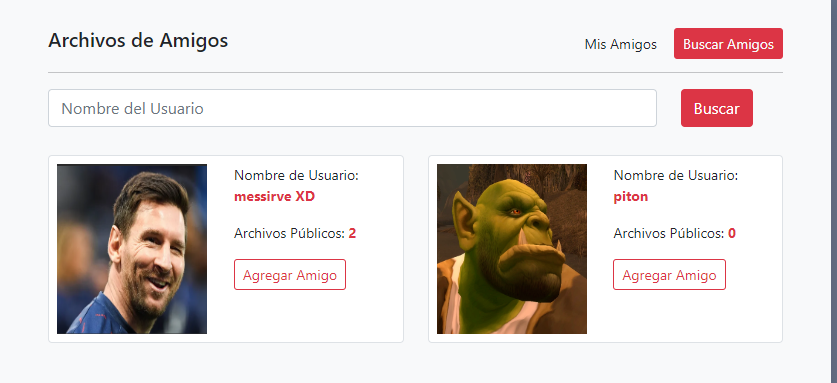 Archivos de Amigos
Mis Amigos
Buscar Amigos
Nombre del Usuario
Buscar
Nombre de Usuario:
messirve XD
Archivos Públicos: 2
Agregar Amigo
Nombre de Usuario:
piton
Archivos Públicos: 0
Agregar Amigo